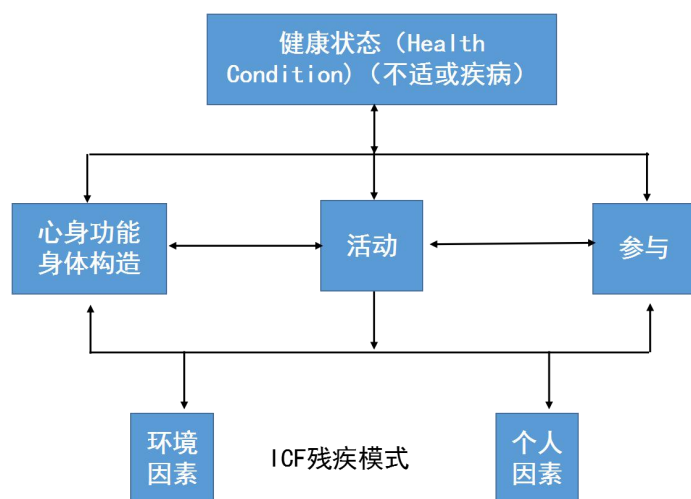 健康状态（Health
Condition)（不适或疾病）
心身功能
身体构造
活动
参与
环境
因素
ICF残疾模式
个人
因素